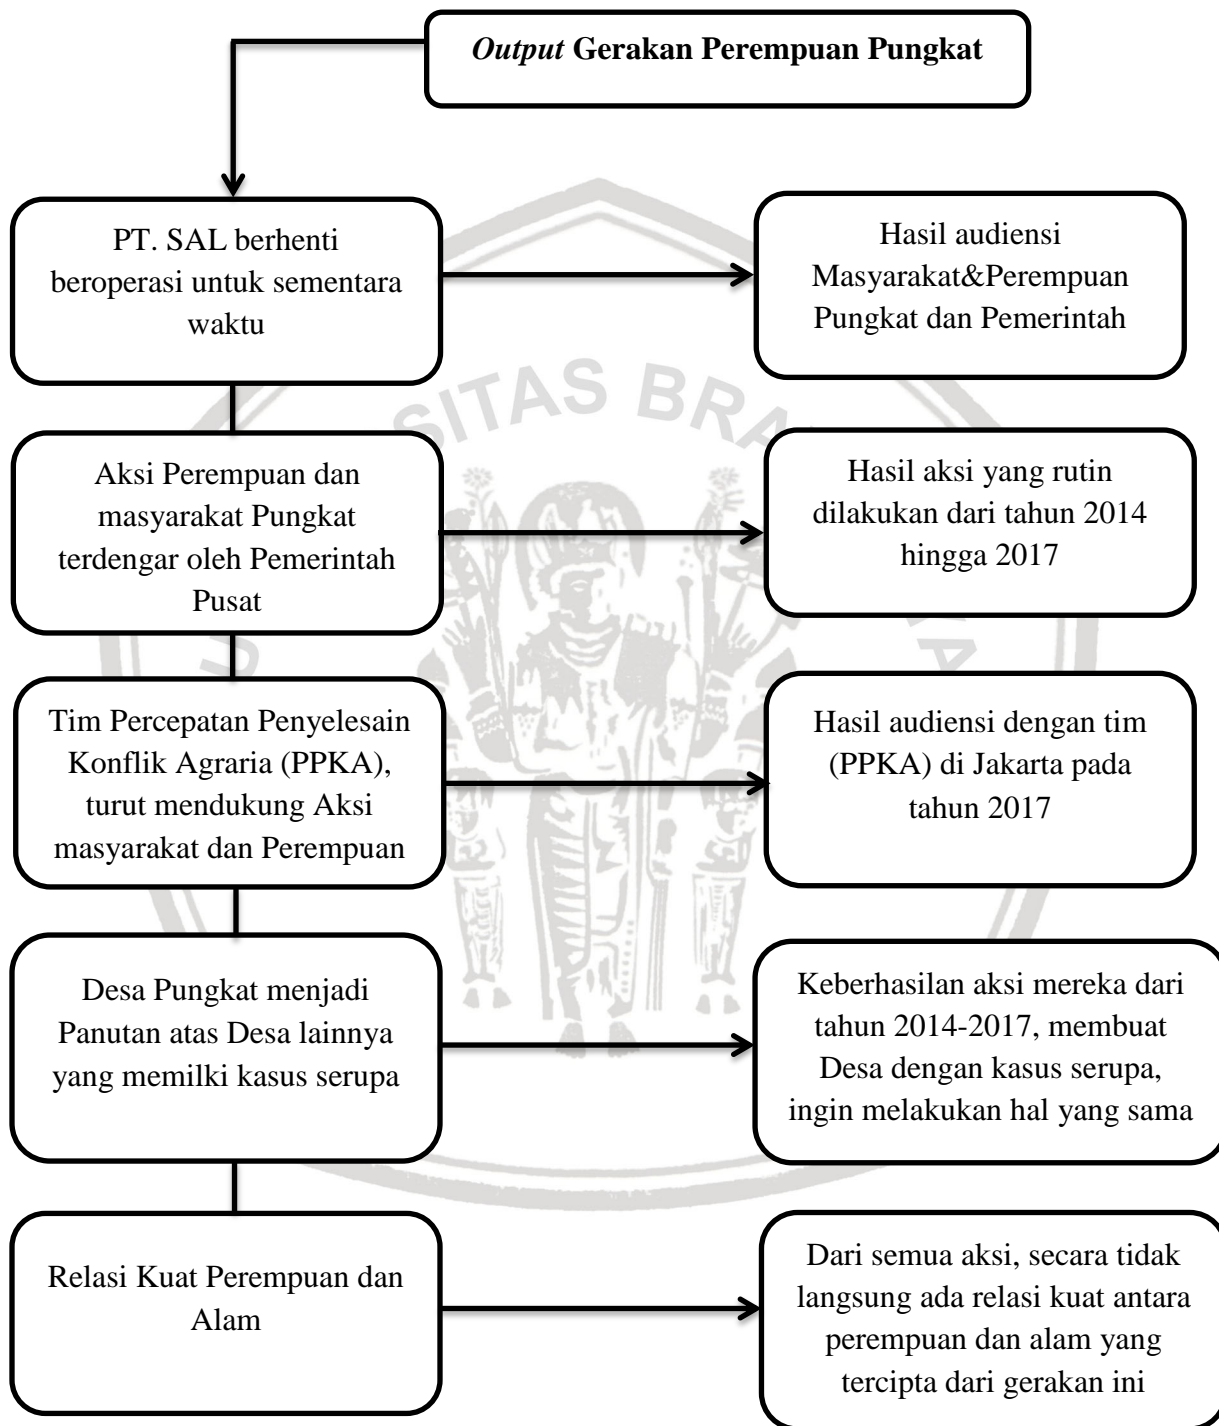 Output Gerakan Perempuan Pungkat
PT. SAL berhenti
beroperasi untuk sementara
waktu
Hasil audiensi
Masyarakat&Perempuan
Pungkat dan Pemerintah
SITAS BRA
Aksi Perempuan dan
masyarakat Pungkat
terdengar oleh Pemerintah
Pusat
Hasil aksi yang rutin
dilakukan dari tahun 2014
hingga 2017
Tim Percepatan Penyelesain
Konflik Agraria (PPKA),
turut mendukung Aksi
masyarakat dan Perempuan
Hasil audiensi dengan tim
(PPKA) di Jakarta pada
tahun 2017
Desa Pungkat menjadi
Panutan atas Desa lainnya
yang memilki kasus serupa
Keberhasilan aksi mereka dari
tahun 2014-2017, membuat
Desa dengan kasus serupa,
ingin melakukan hal yang sama
Relasi Kuat Perempuan dan
Alam
Dari semua aksi, secara tidak
langsung ada relasi kuat antara
perempuan dan alam yang
tercipta dari gerakan ini